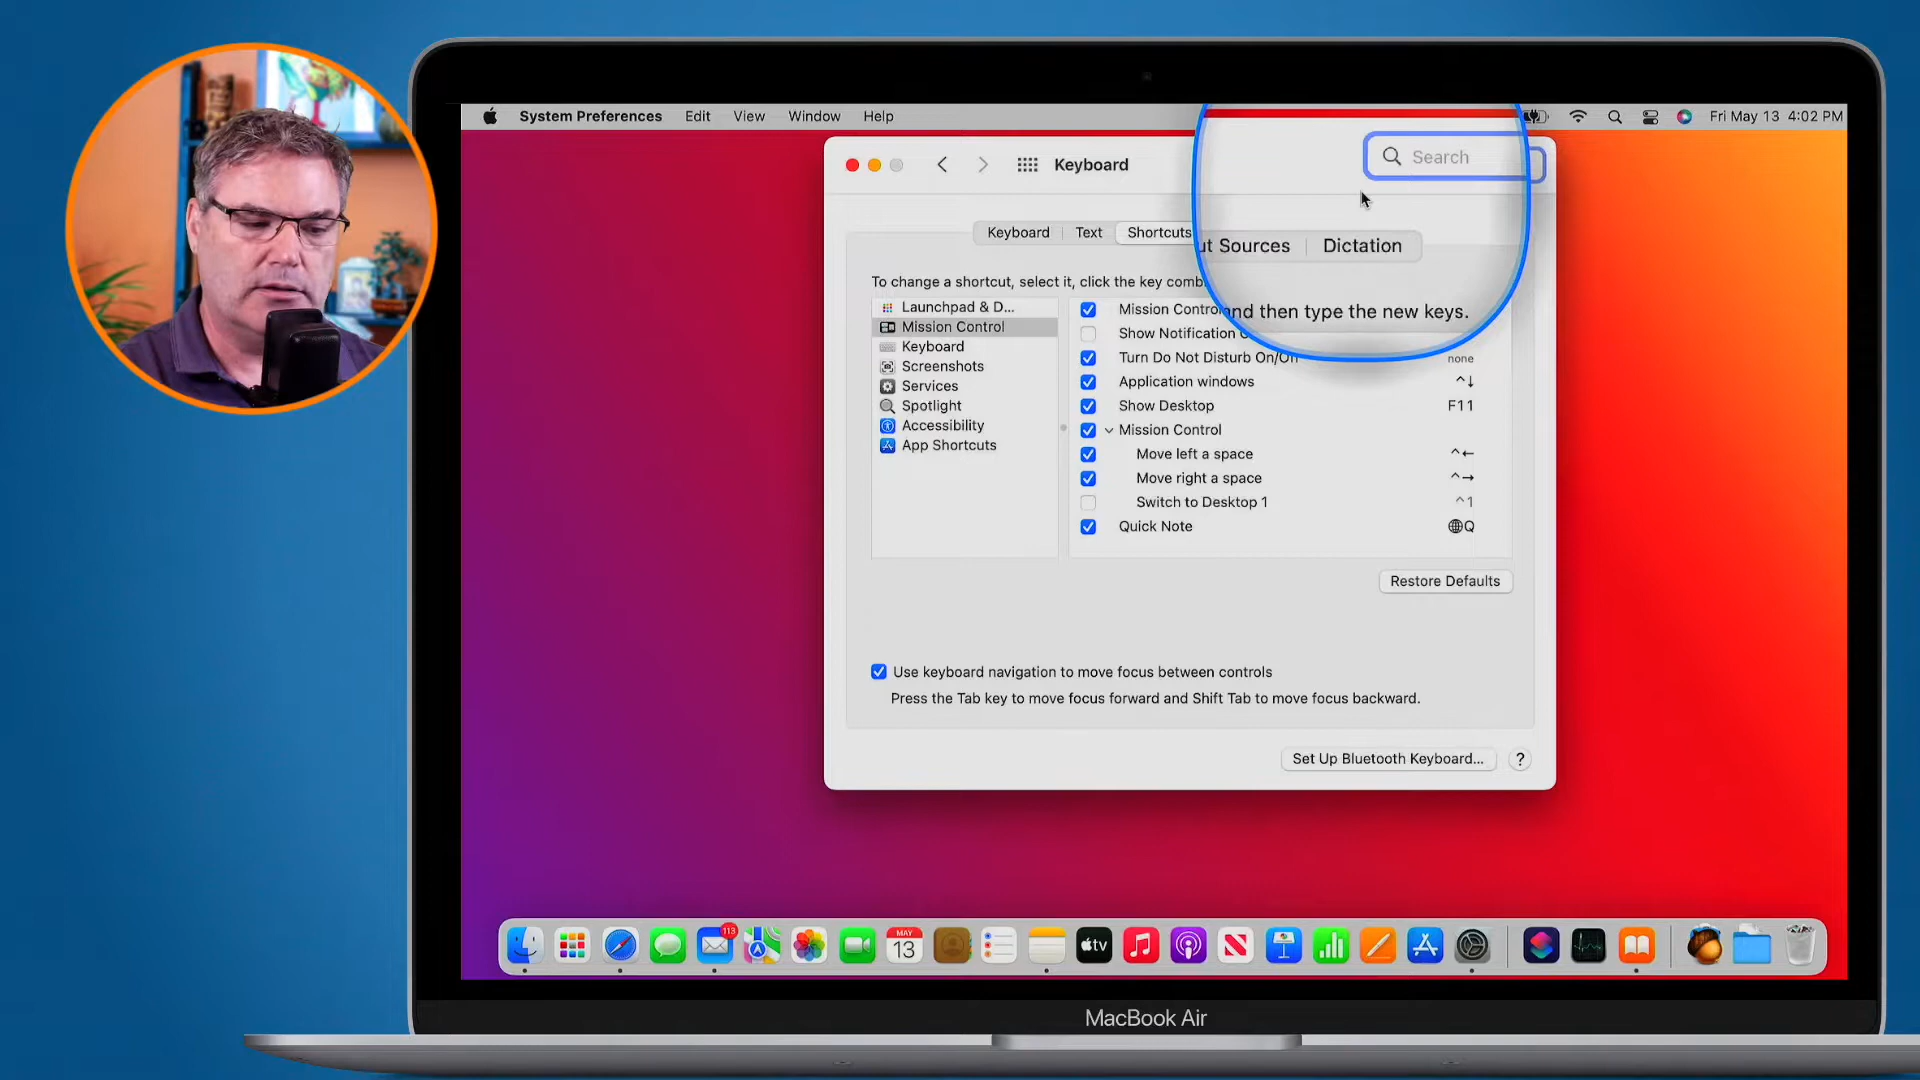 System Preferences Edit View Window Help Fri May 13 4:02 PM
Keyboard
Search
Keyboard Text Shortcuts
ut Sources Dictation
To change a shortcut, select it, click the key comb
and then type the new keys.
Launchpad & D...
Mission Control
Keyboard
Screenshots
Services
Spotlight
Accessibility
App Shortcuts
Mission Control
Show Notification C
Turn Do Not Disturb On/Off none
Application windows ^↓
Show Desktop F11
Mission Control
Move left a space ^←
Move right a space ^→
Switch to Desktop 1 ^1
Quick Note Q
Restore Defaults
Use keyboard navigation to move focus between controls
Press the Tab key to move focus forward and Shift Tab to move focus backward.
Set Up Bluetooth Keyboard... ?
113
MAY
13
tv
MacBook Air